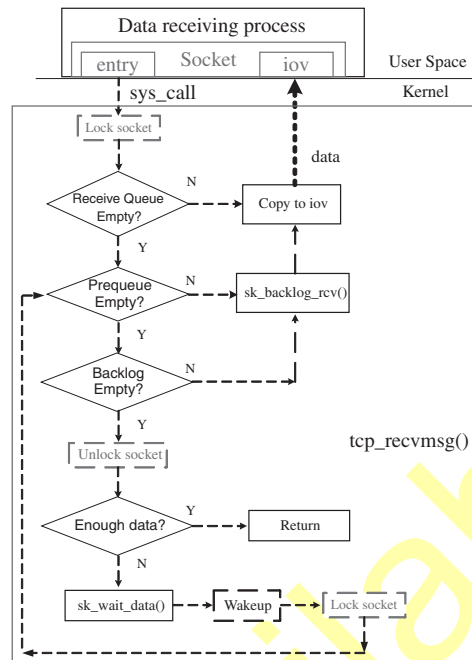 Data receiving process
Socket
entry
iov
User Space
Kernel
sys_call
Lock socket
data
N
Receive Queue
Empty?
Copy to iov
Y
Prequeue
Empty?
N
sk_backlog_rcv()
Y
Backlog
Empty?
N
Y
Unlock socket
tcp_recvmsg()
Enough data?
Y
Return
N
sk_wait_data()
Wakeup
Lock socket